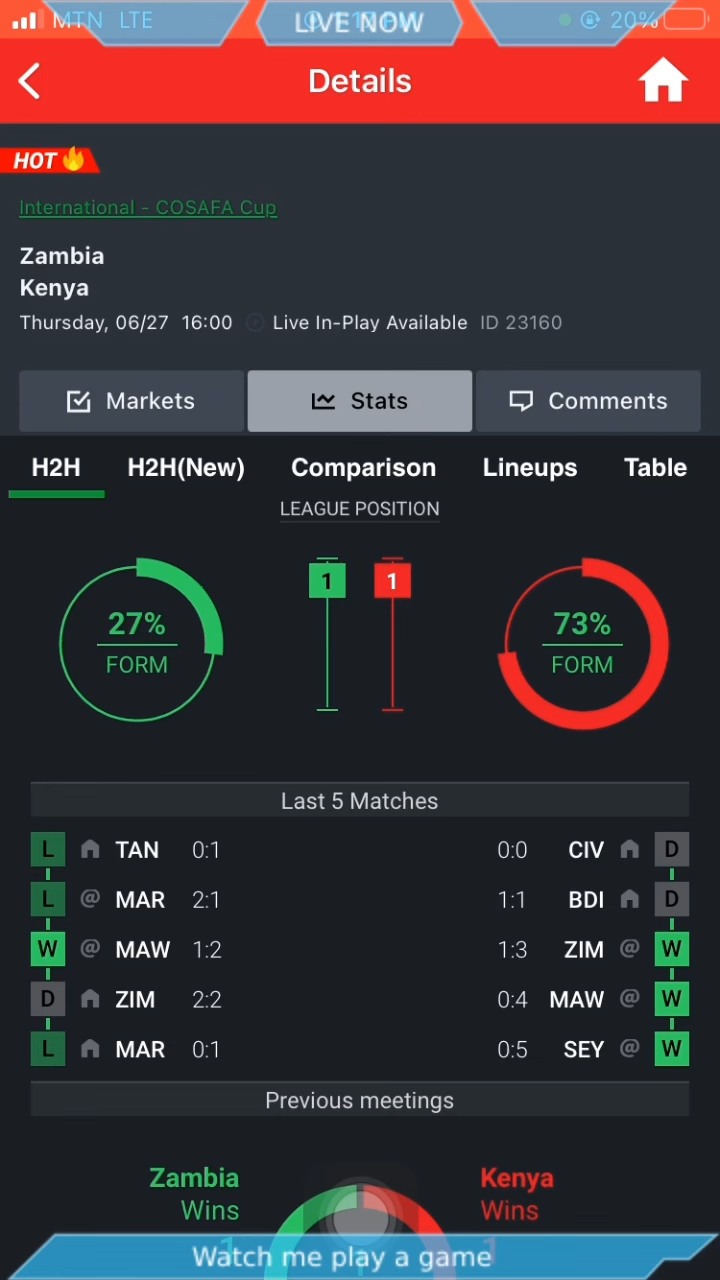 MTN LTE
LIVE NOW
20%
Details
HOT
International - COSAFA Cup
Zambia
Kenya
Thursday, 06/27 16:00 Live In-Play Available ID 23160
Markets Stats Comments
H2H H2H(New) Comparison Lineups Table
LEAGUE POSITION
1 1
27% 73%
FORM FORM
Last 5 Matches
L TAN 0:1 0:0 CIV D
L @ MAR 2:1 1:1 BDI D
W @ MAW 1:2 1:3 ZIM @ W
D ZIM 2:2 0:4 MAW @ W
L MAR 0:1 0:5 SEY @ W
Previous meetings
Zambia Kenya
Wins Wins
Watch me play a game